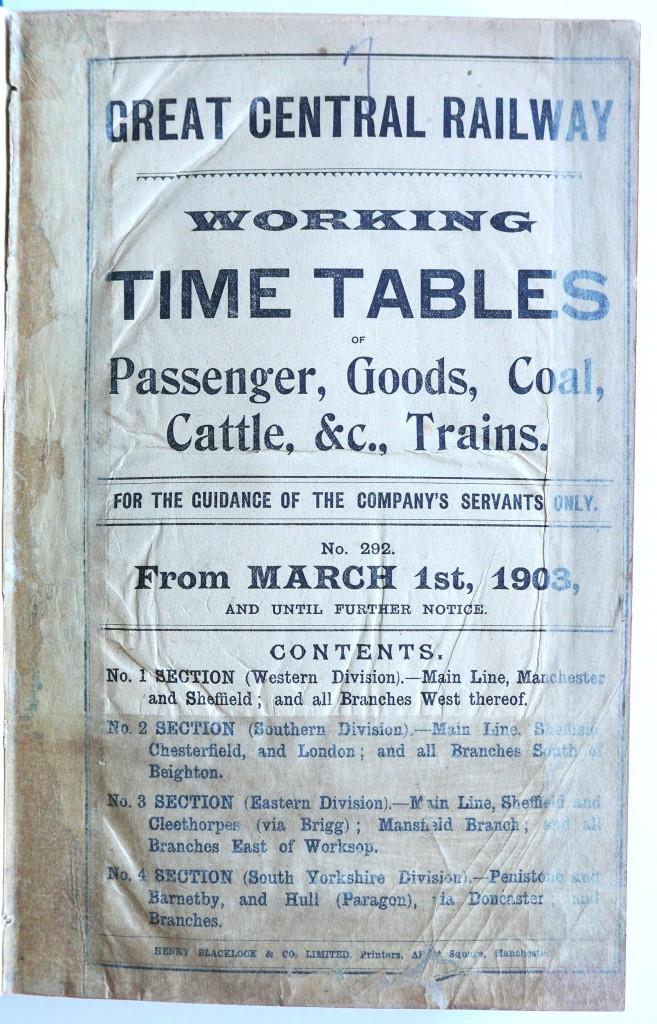 GREAT CENTRAL RAILWAY
WORKING
TIME TABLES
OF
Passenger, Goods, Coal,
Cattle, &c., Trains.
FOR THE GUIDANCE OF THE COMPANY'S SERVANTS ONLY.
No. 292.
From MARCH 1st, 1903,
AND UNTIL FURTHER NOTICE.
CONTENTS.
No. 1 SECTION (Western Division).—Main Line, Manchester
and Sheffield; and all Branches West thereof.
No. 2 SECTION (Southern Division).—Main Line, Sheffield,
Chesterfield, and London; and all Branches South of
Beighton.
No. 3 SECTION (Eastern Division).—Main Line, Sheffield and
Cleethorpes (via Brigg); Mansfield Branch; and all
Branches East of Worksop.
No. 4 SECTION (South Yorkshire Division).—Penistone and
Barnetby, and Hull (Paragon), via Doncaster; and
Branches.
HENRY BLACKLOCK & CO. LIMITED, Printers, Square, Manchester